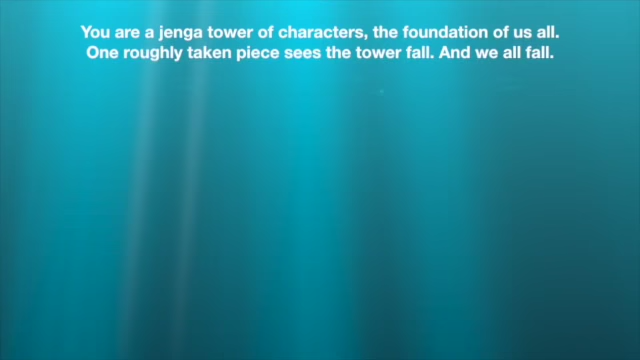 You are a jenga tower of characters, the foundation of us all.
One roughly taken piece sees the tower fall. And we all fall.